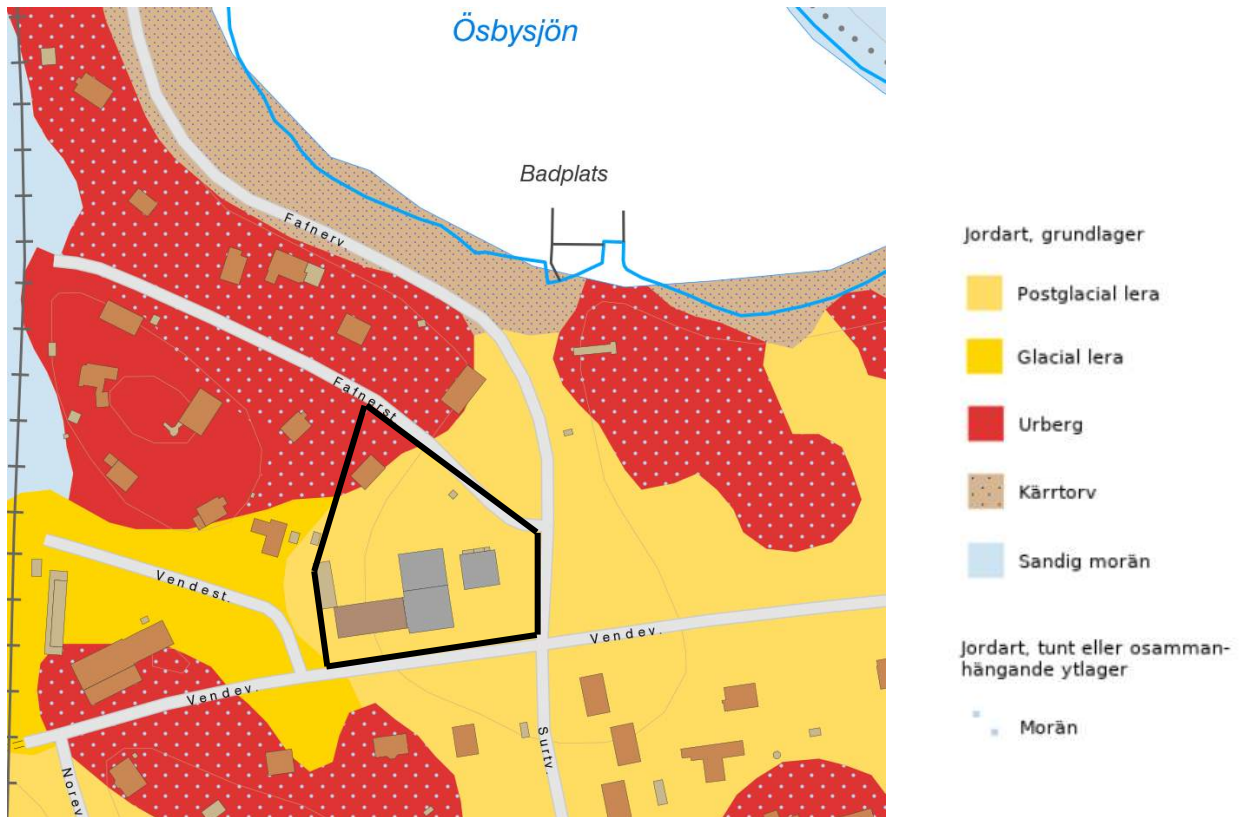 Ösbysjön
Badplats
Fafnerv.
Fafnerst.
Vendest.
Vendev.
Vendev.
Surtv.
Norev.
Jordart, grundlager
Postglacial lera
Glacial lera
Urberg
Kärrtorv
Sandig morän
Jordart, tunt eller osamman-
hängande ytlager
Morän